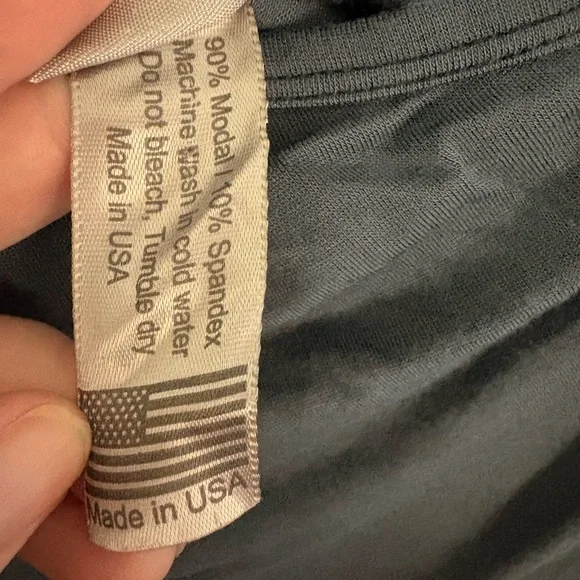 90% Modal / 10% Spandex
Machine Wash in cold water
Do not bleach, Tumble dry
Made in USA
Made in USA